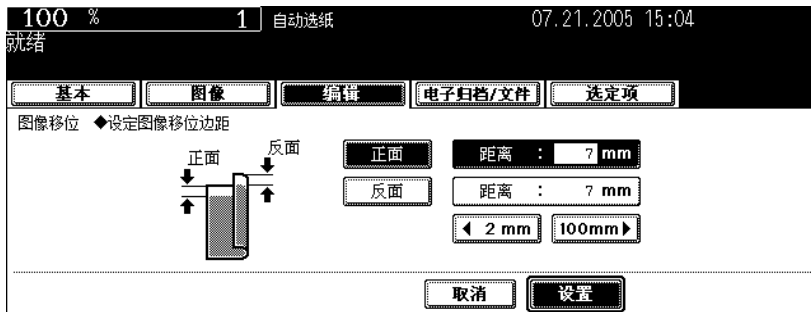 100 % 1 自动选纸 07.21.2005 15:04
就绪
基本 图像 编辑 电子归档/文件 选定项
图像移位 ◆设定图像移位边距
正面 反面 正面 距离 : 7 mm
反面 距离 : 7 mm
2 mm 100mm
取消 设置